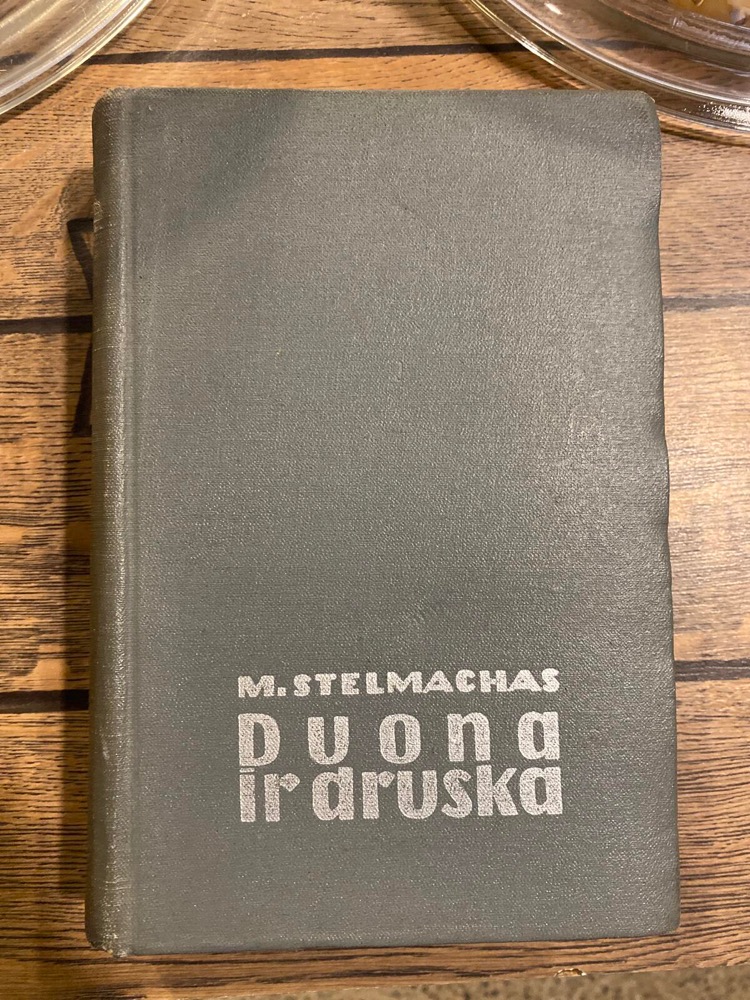 M. STELMACHAS
Duona
ir druska